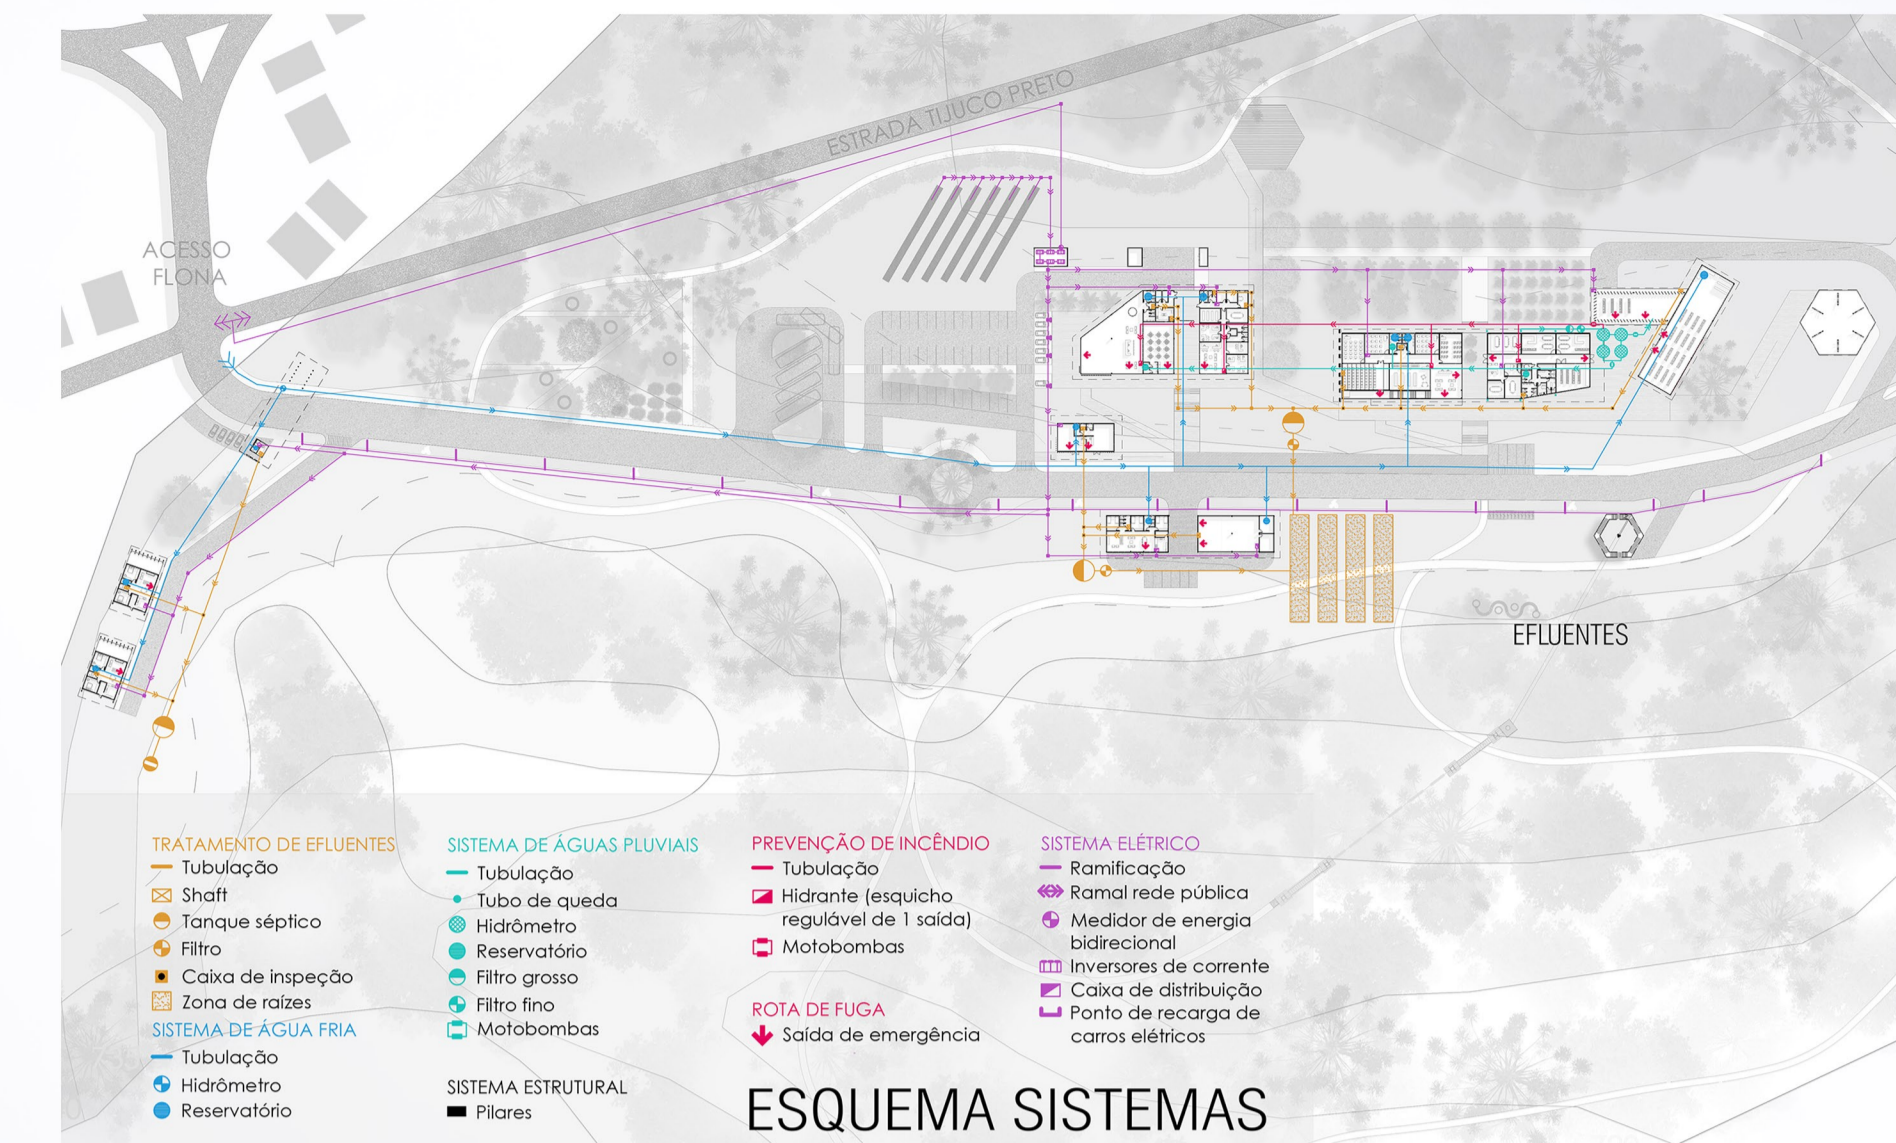 ESTRADA TIJUCO PRETO
ACESSO
FLONA
EFLUENTES
TRATAMENTO DE EFLUENTES
Tubulação
Shaft
Tanque séptico
Filtro
Caixa de inspeção
Zona de raízes
SISTEMA DE ÁGUA FRIA
Tubulação
Hidrômetro
Reservatório
SISTEMA DE ÁGUAS PLUVIAIS
Tubulação
Tubo de queda
Hidrômetro
Reservatório
Filtro grosso
Filtro fino
Motobombas
SISTEMA ESTRUTURAL
Pilares
PREVENÇÃO DE INCÊNDIO
Tubulação
Hidrante (esquicho
regulável de 1 saída)
Motobombas
ROTA DE FUGA
Saída de emergência
SISTEMA ELÉTRICO
Ramificação
Ramal rede pública
Medidor de energia
bidirecional
Inversores de corrente
Caixa de distribuição
Ponto de recarga de
carros elétricos
ESQUEMA SISTEMAS